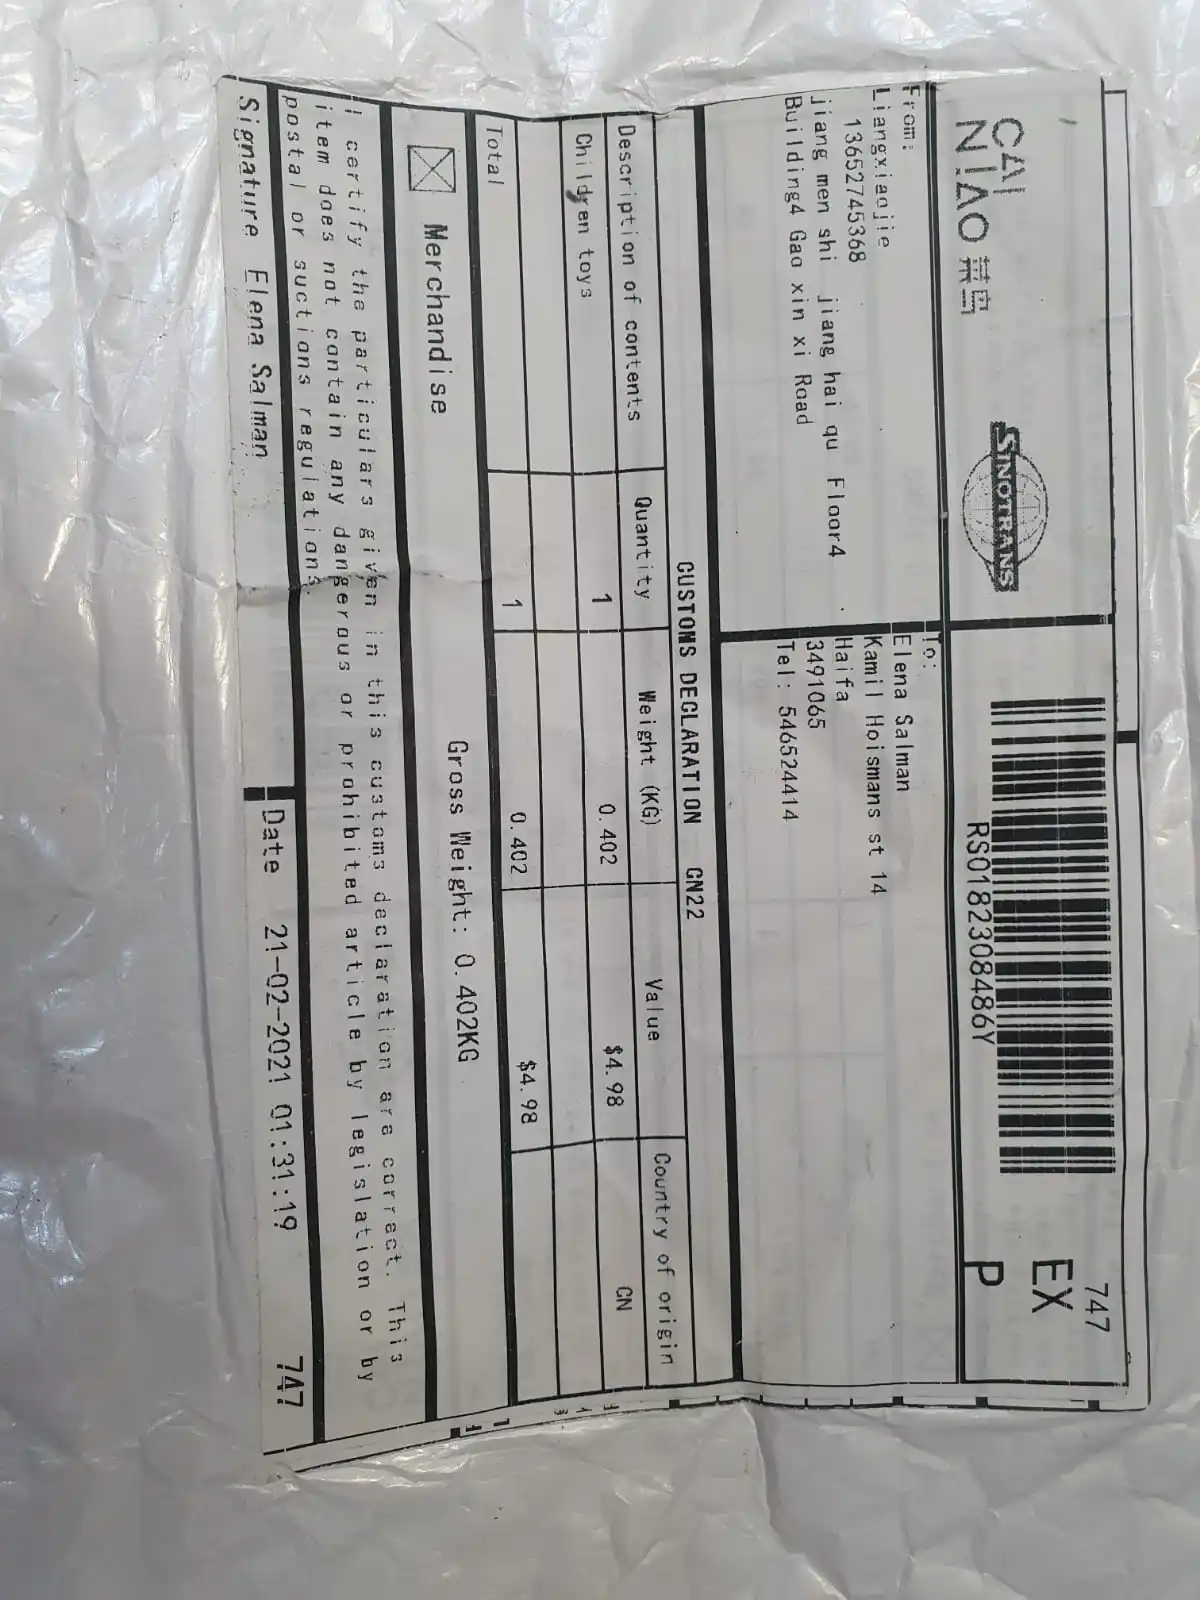 CAI
NIAO 菜鸟
SINOTRANS
RS0182308486Y
747
EX
P
From:
Liangxiaojie
13652745368
jiang men shi jiang hai qu Floor4
Building4 Gao xin xi Road
To:
Elena Salman
Kamil Hoismans st 14
Haifa
3491065
Tel: 546524414
CUSTOMS DECLARATION CN22
Description of contents Quantity Weight (KG) Value Country of origin
Children toys 1 0.402 $4.98 CN
Total 1 0.402 $4.98
Merchandise Gross Weight: 0.402KG
I certify the particulars given in this customs declaration are correct. This
item does not contain any dangerous or prohibited article by legislation or by
postal or suctions regulations.
Signature Elena Salman Date 21-02-2021 01:31:19 747